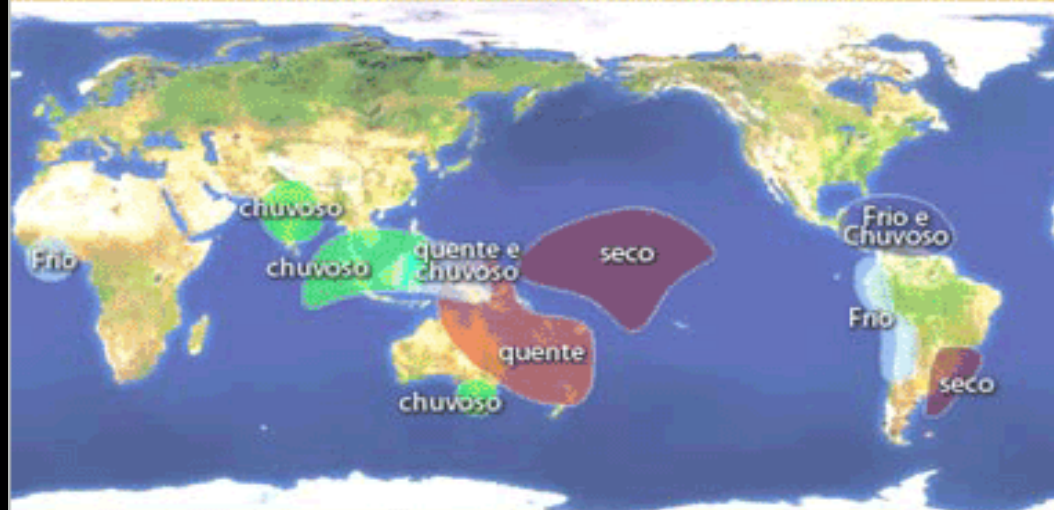 chuvoso
Frio e
Chuvoso
Frio
chuvoso
quente e
chuvoso
seco
Frio
quente
seco
chuvoso